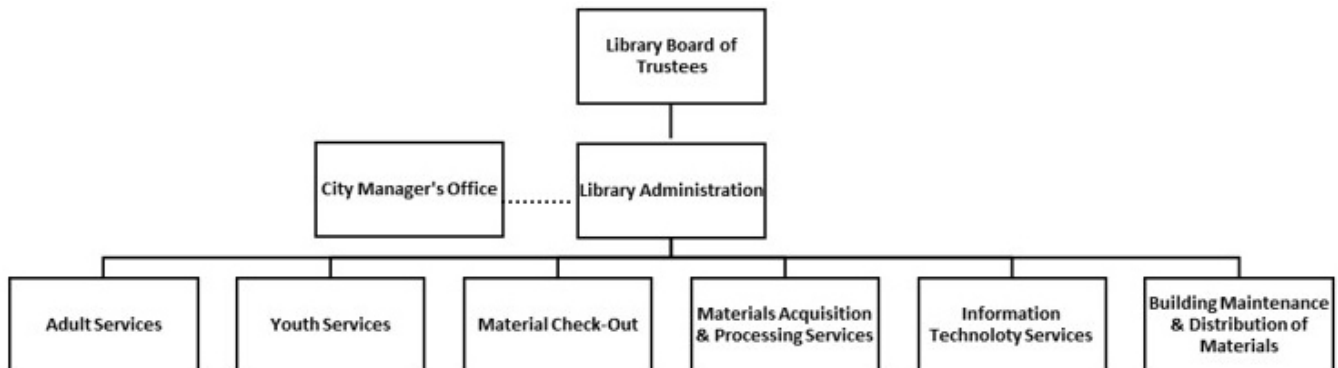 Library Board of
Trustees
City Manager's Office
Library Administration
Adult Services
Youth Services
Material Check-Out
Materials Acquisition
& Processing Services
Information
Technoloty Services
Building Maintenance
& Distribution of
Materials